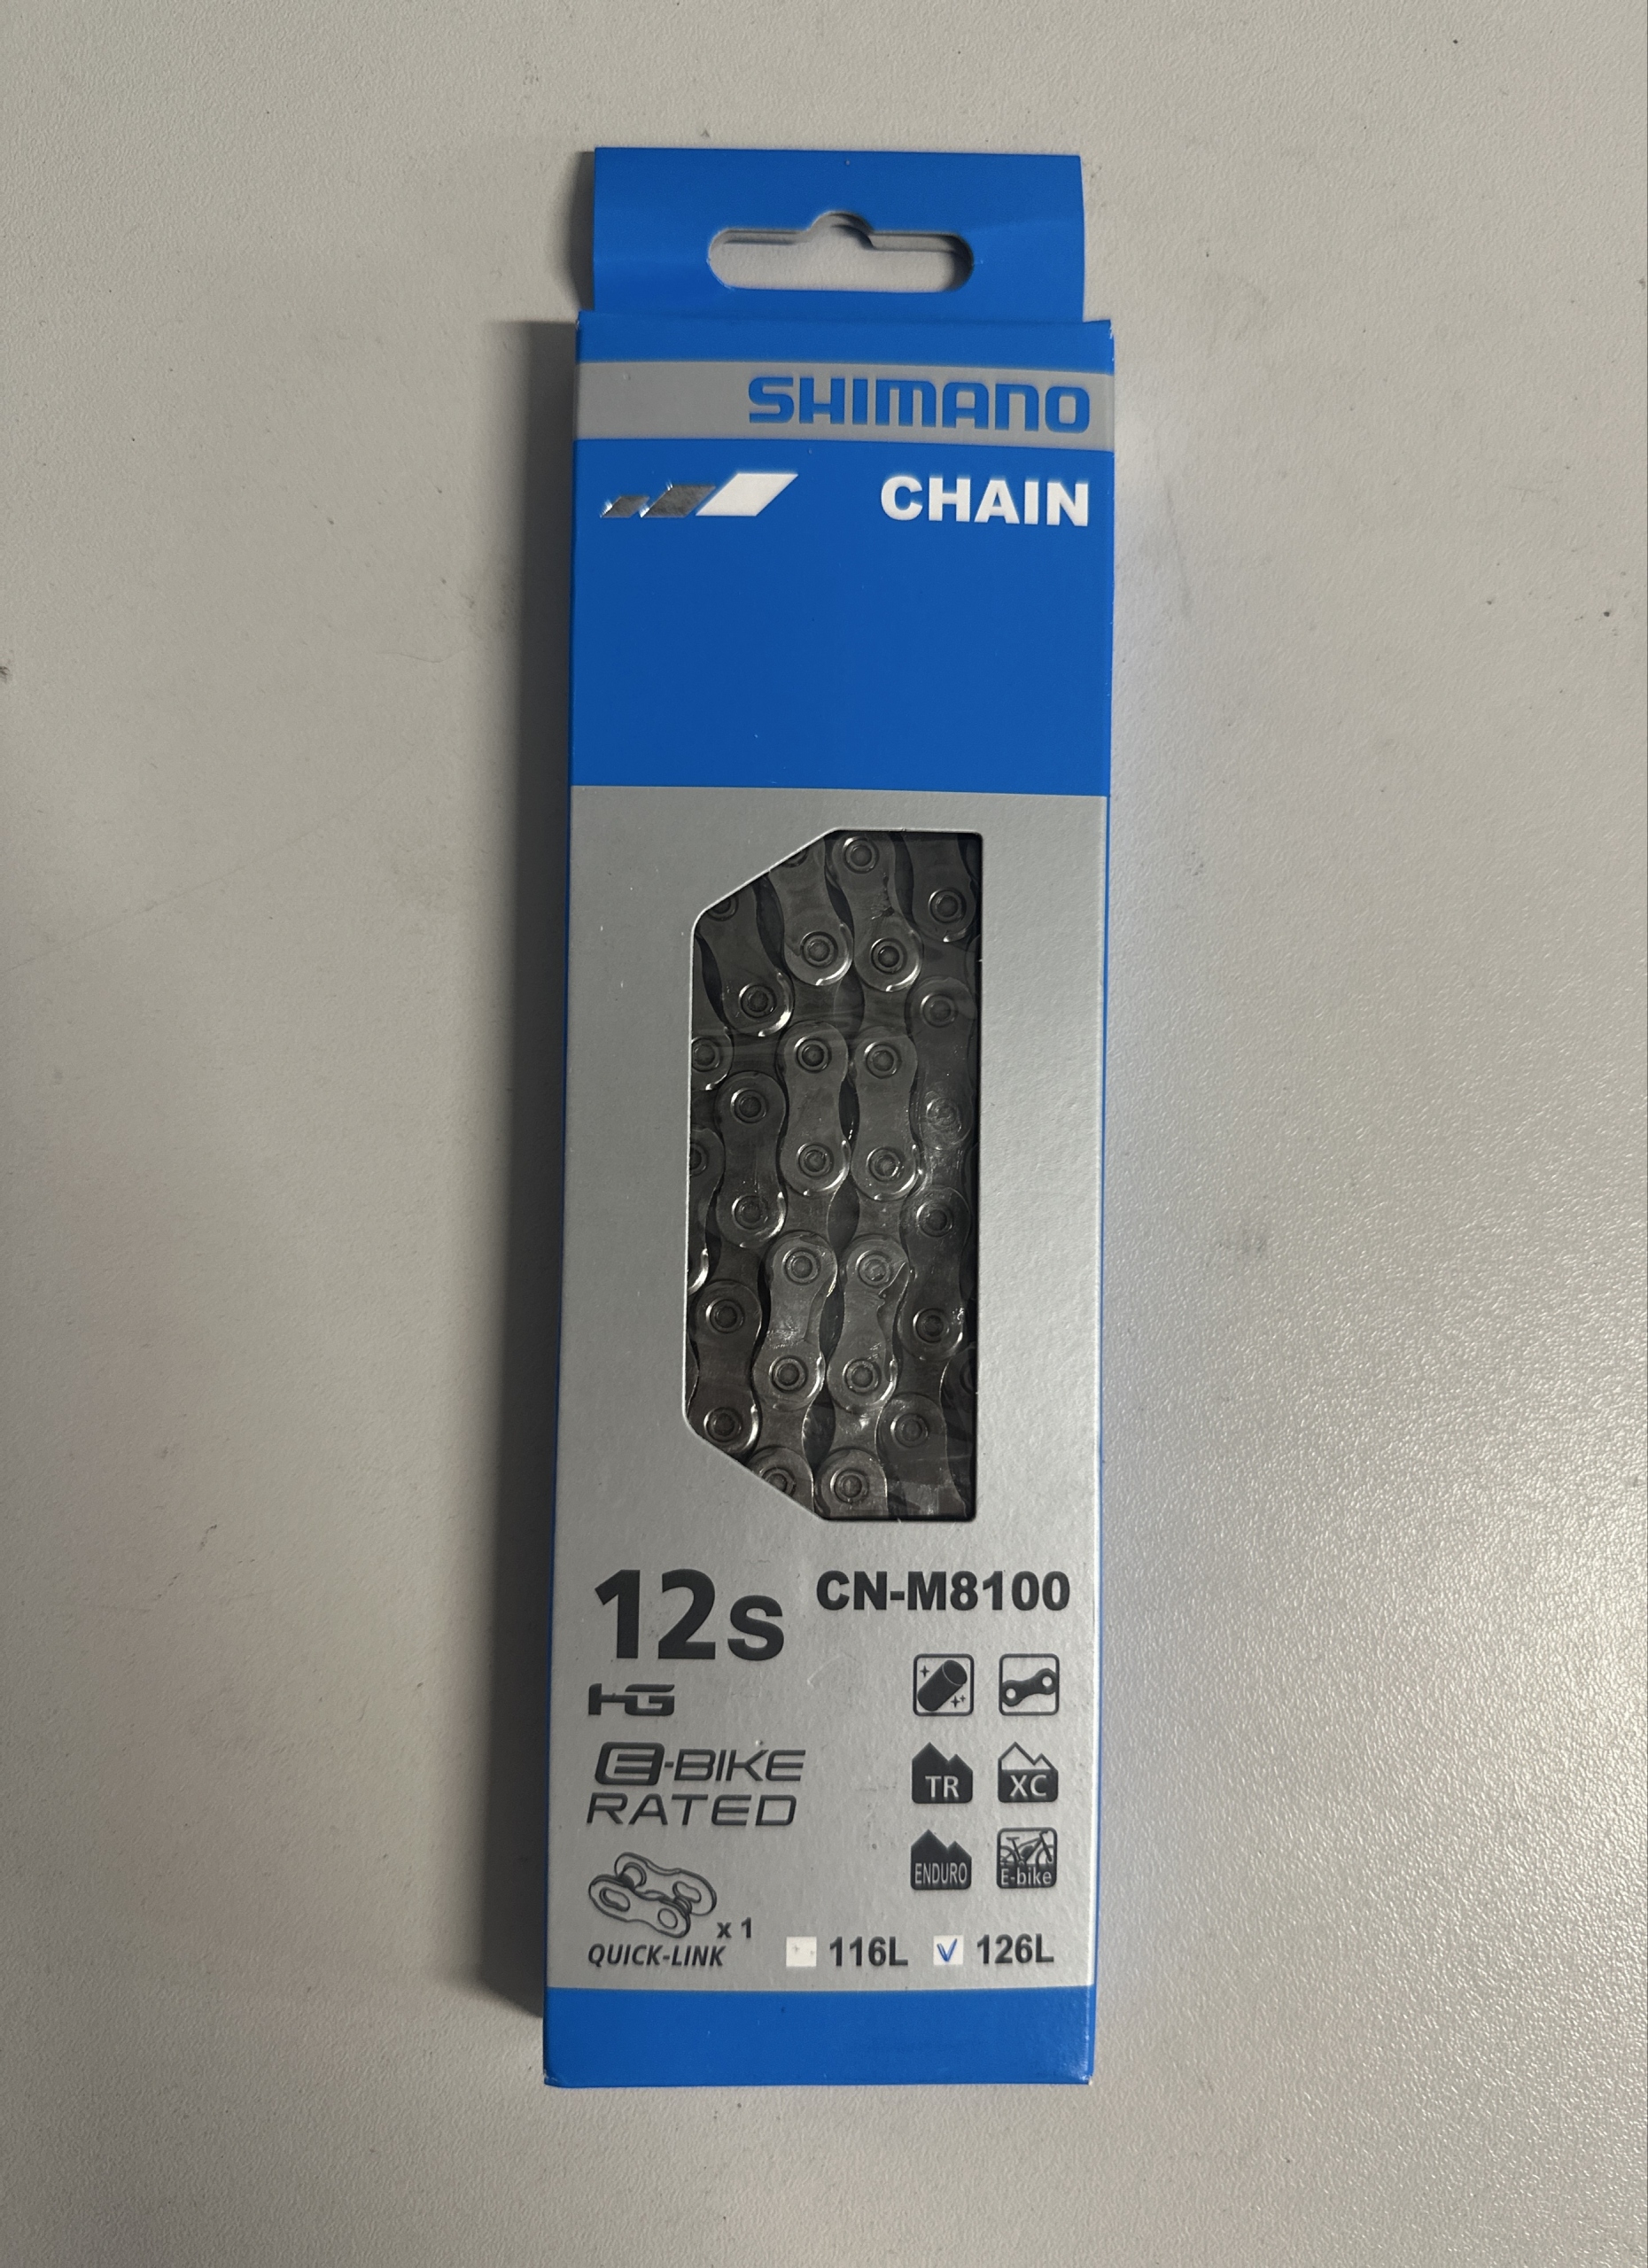 SHIMANO
CHAIN
12s CN-M8100
HG
E-BIKE
RATED
TR XC
ENDURO E-bike
x 1
QUICK-LINK 116L 126L